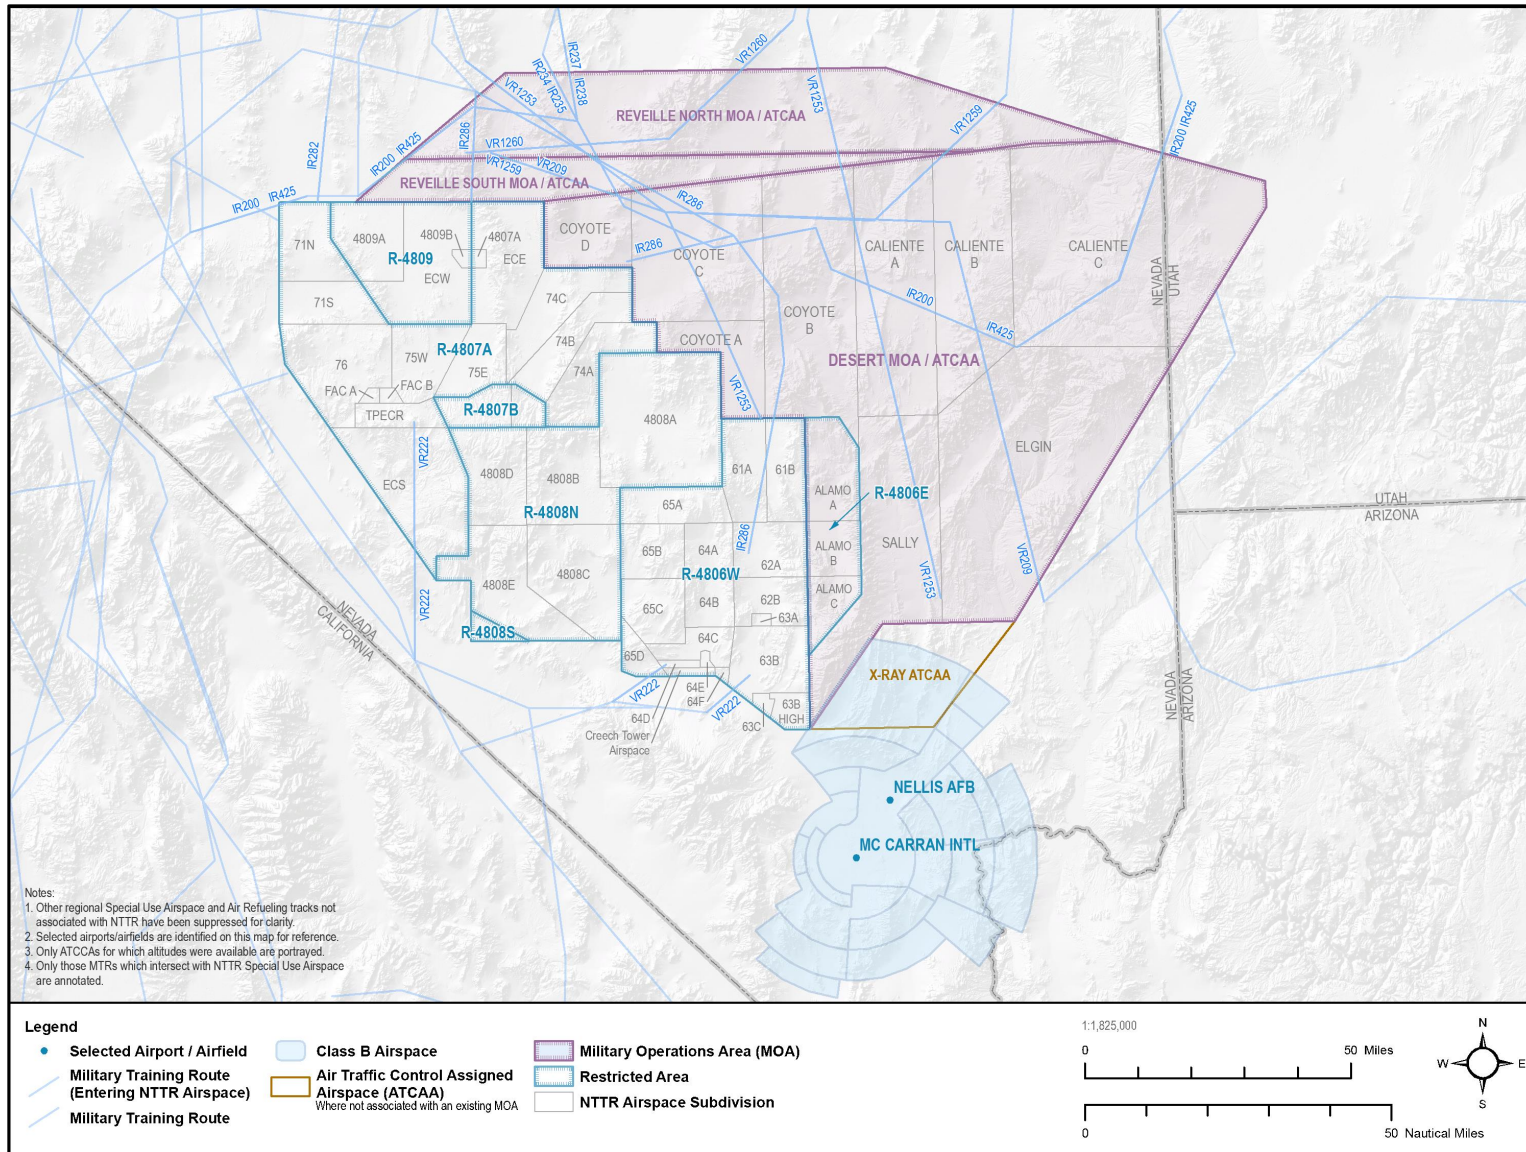 IR237
IR238
IR234 IR235
VR1253
VR1260
VR1253
VR1259
IR200 IR425
REVEILLE NORTH MOA / ATCAA
IR282
IR200 IR425
IR286
VR1260
VR1259
VR209
REVEILLE SOUTH MOA / ATCAA
IR200 IR425
IR286
71N
4809A
4809B
4807A
R-4809
ECW
ECE
COYOTE
D
IR286
COYOTE
C
CALIENTE
A
CALIENTE
B
CALIENTE
C
NEVADA
UTAH
71S
74C
IR200
IR425
COYOTE
B
COYOTE A
DESERT MOA / ATCAA
76
75W
R-4807A
75E
74B
74A
FAC A
FAC B
TPECR
R-4807B
VR1253
4808A
VR222
ECS
4808D
4808B
R-4808N
61A
61B
ELGIN
ALAMO
A
R-4806E
65A
UTAH
ARIZONA
IR286
65B
64A
62A
R-4806W
ALAMO
B
SALLY
VR209
4808E
4808C
VR1253
ALAMO
C
65C
64B
62B
63A
VR222
NEVADA
CALIFORNIA
R-4808S
64C
65D
63B
X-RAY ATCAA
NEVADA
ARIZONA
VR222
64E
64F
VR222
64D
63C
63B
HIGH
Creech Tower
Airspace
NELLIS AFB
MC CARRAN INTL
Notes:
1. Other regional Special Use Airspace and Air Refueling tracks not
associated with NTTR have been suppressed for clarity.
2. Selected airports/airfields are identified on this map for reference.
3. Only ATCCAs for which altitudes were available are portrayed.
4. Only those MTRs which intersect with NTTR Special Use Airspace
are annotated.
Legend
Selected Airport / Airfield
Military Training Route
(Entering NTTR Airspace)
Military Training Route
Class B Airspace
Air Traffic Control Assigned
Airspace (ATCAA)
Where not associated with an existing MOA
Military Operations Area (MOA)
Restricted Area
NTTR Airspace Subdivision
1:1,825,000
0 50 Miles
0 50 Nautical Miles
N
W E
S